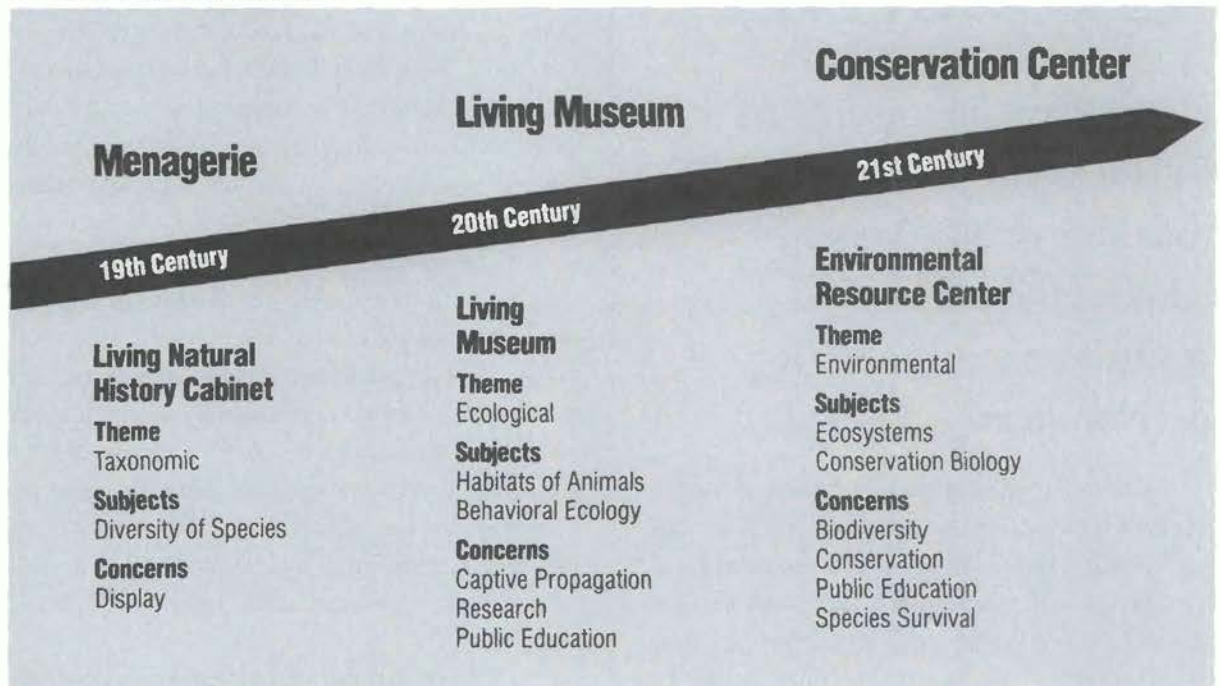 Menagerie
Living Museum
Conservation Center
19th Century
20th Century
21st Century
Living Natural
History Cabinet
Theme
Taxonomic
Subjects
Diversity of Species
Concerns
Display
Living
Museum
Theme
Ecological
Subjects
Habitats of Animals
Behavioral Ecology
Concerns
Captive Propagation
Research
Public Education
Environmental
Resource Center
Theme
Environmental
Subjects
Ecosystems
Conservation Biology
Concerns
Biodiversity
Conservation
Public Education
Species Survival